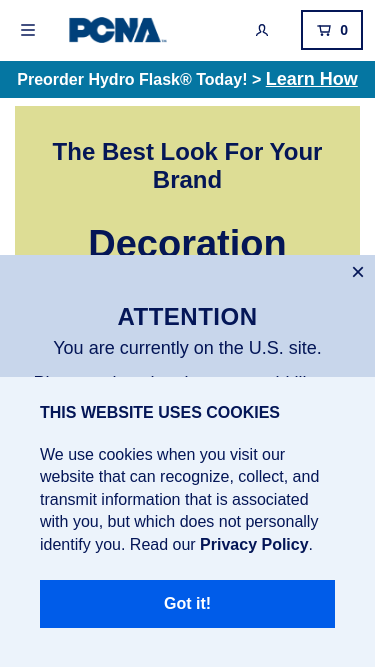 PCNA
0
Preorder Hydro Flask® Today! > Learn How
The Best Look For Your
Brand
Decoration
ATTENTION
You are currently on the U.S. site.
THIS WEBSITE USES COOKIES
We use cookies when you visit our
website that can recognize, collect, and
transmit information that is associated
with you, but which does not personally
identify you. Read our Privacy Policy.
Got it!